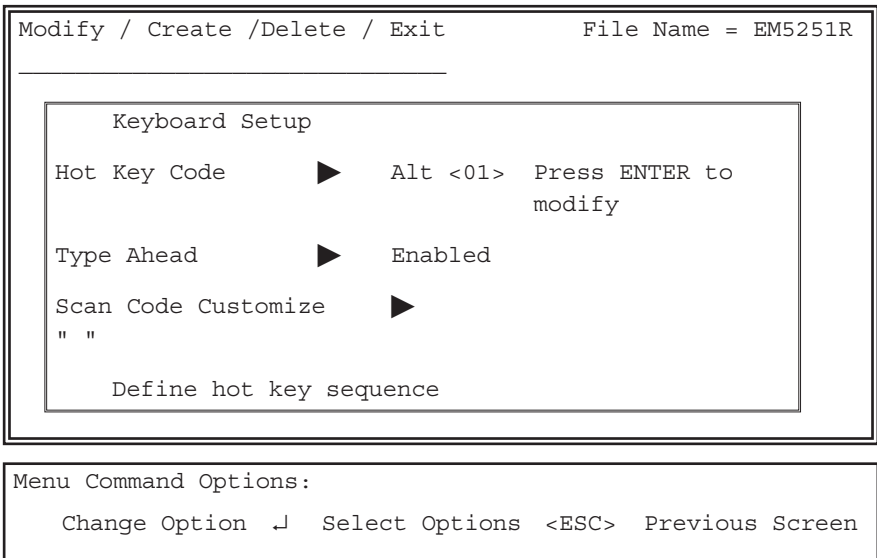 Modify / Create /Delete / Exit File Name = EM5251R
Keyboard Setup
Hot Key Code ▶ Alt <01> Press ENTER to
modify
Type Ahead ▶ Enabled
Scan Code Customize ▶
" "
Define hot key sequence
Menu Command Options:
Change Option ↵ Select Options <ESC> Previous Screen